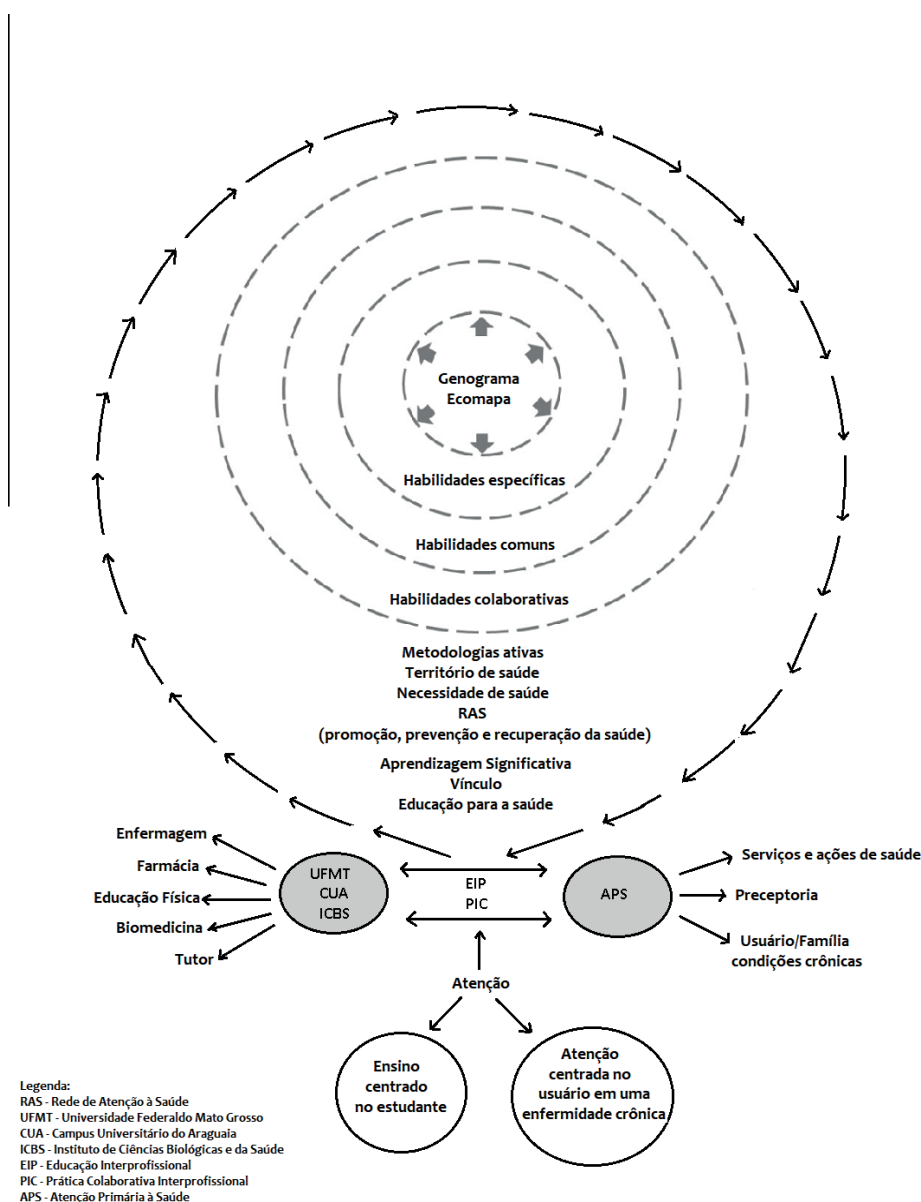 Genograma
Ecomapa
Habilidades específicas
Habilidades comuns
Habilidades colaborativas
Metodologias ativas
Território de saúde
Necessidade de saúde
RAS
(promoção, prevenção e recuperação da saúde)
Aprendizagem Significativa
Vínculo
Educação para a saúde
Enfermagem
Farmácia
Educação Física
Biomedicina
Tutor
UFMT
CUA
ICBS
EIP
PIC
APS
Serviços e ações de saúde
Preceptoria
Usuário/Família
condições crônicas
Atenção
Ensino
centrado
no estudante
Atenção
centrada no
usuário em uma
enfermidade crônica
Legenda:
RAS - Rede de Atenção à Saúde
UFMT - Universidade Federaldo Mato Grosso
CUA - Campus Universitário do Araguaia
ICBS - Instituto de Ciências Biológicas e da Saúde
EIP - Educação Interprofissional
PIC - Prática Colaborativa Interprofissional
APS - Atenção Primária à Saúde